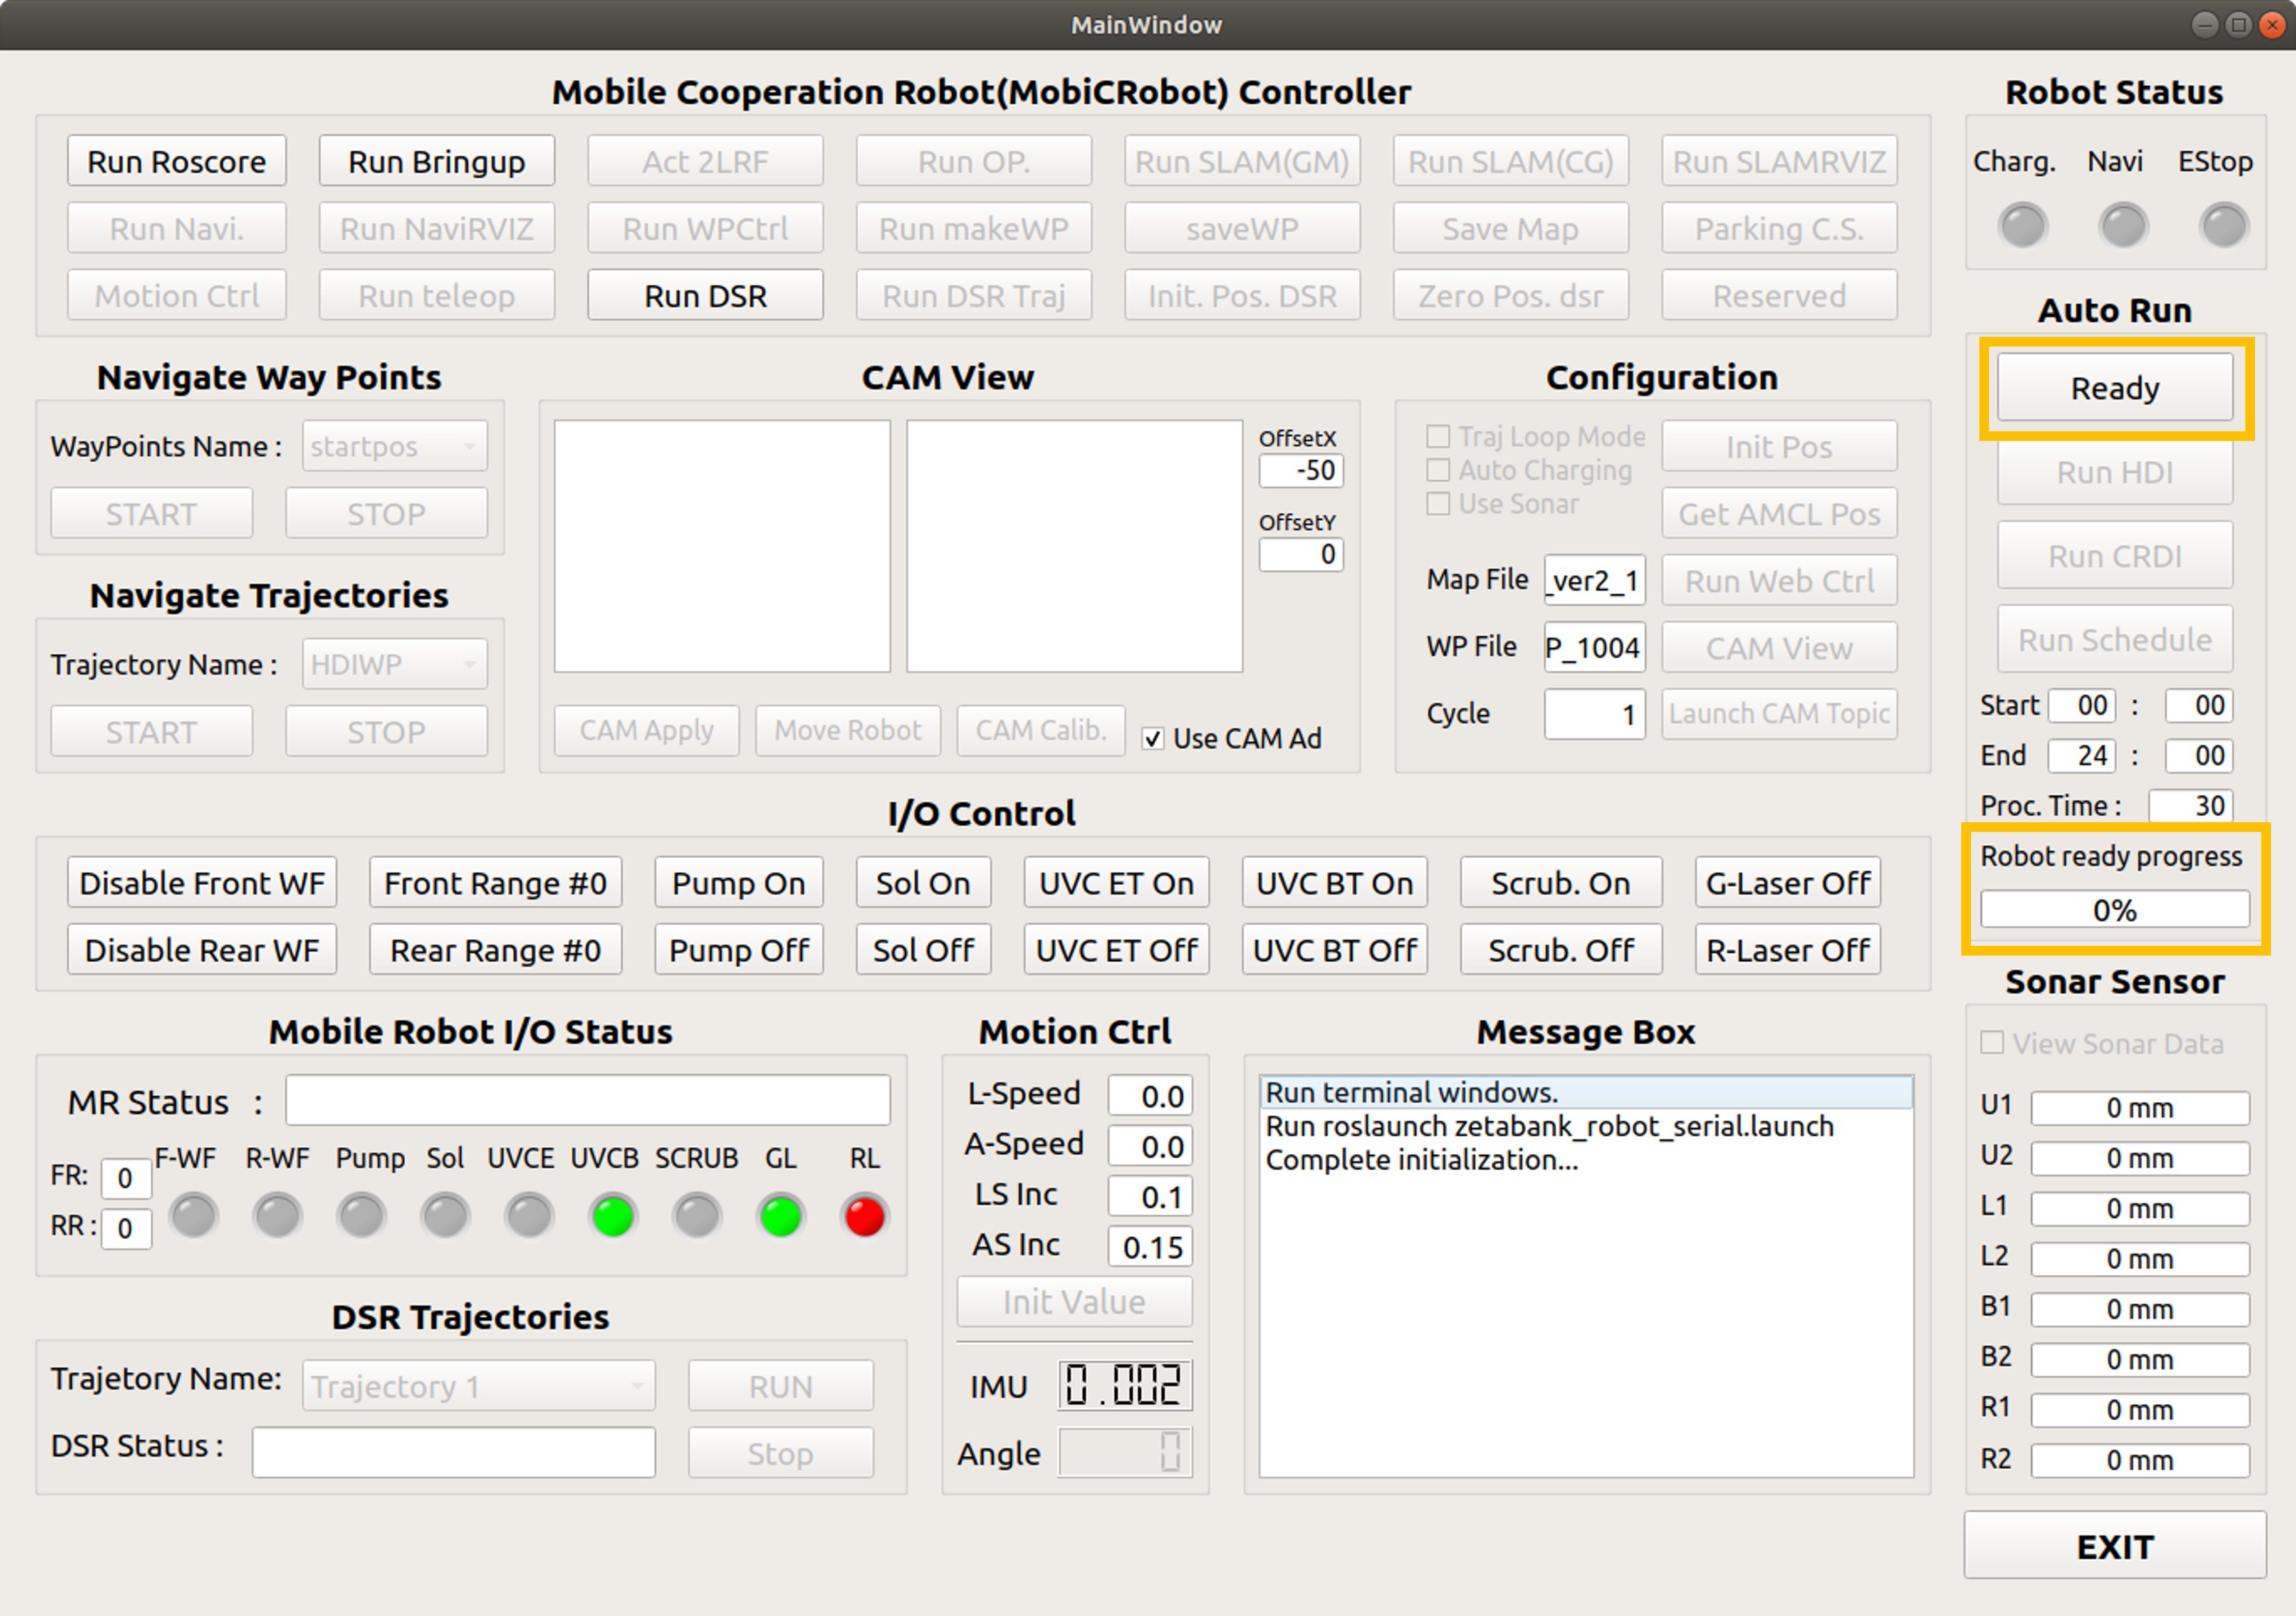 MainWindow
Mobile Cooperation Robot(MobiCRobot) Controller
Run Roscore Run Bringup Act 2LRF Run OP. Run SLAM(GM) Run SLAM(CG) Run SLAMRVIZ
Run Navi. Run NaviRVIZ Run WPCtrl Run makeWP saveWP Save Map Parking C.S.
Motion Ctrl Run teleop Run DSR Run DSR Traj Init. Pos. DSR Zero Pos. dsr Reserved
Robot Status
Charg. Navi EStop
Auto Run
Ready
Run HDI
Run CRDI
Run Schedule
Start 00 : 00
End 24 : 00
Proc. Time : 30
Robot ready progress
0%
Navigate Way Points
WayPoints Name : startpos
START STOP
Navigate Trajectories
Trajectory Name : HDIWP
START STOP
CAM View
OffsetX
-50
OffsetY
0
CAM Apply Move Robot CAM Calib. Use CAM Ad
Configuration
Traj Loop Mode
Auto Charging
Use Sonar
Init Pos
Get AMCL Pos
Map File _ver2_1 Run Web Ctrl
WP File P_1004 CAM View
Cycle 1 Launch CAM Topic
I/O Control
Disable Front WF Front Range #0 Pump On Sol On UVC ET On UVC BT On Scrub. On G-Laser Off
Disable Rear WF Rear Range #0 Pump Off Sol Off UVC ET Off UVC BT Off Scrub. Off R-Laser Off
Mobile Robot I/O Status
MR Status :
F-WF R-WF Pump Sol UVCE UVCB SCRUB GL RL
FR: 0
RR : 0
DSR Trajectories
Trajetory Name: Trajectory 1 RUN
DSR Status : Stop
Motion Ctrl
L-Speed 0.0
A-Speed 0.0
LS Inc 0.1
AS Inc 0.15
Init Value
IMU 0.002
Angle 0
Message Box
Run terminal windows.
Run roslaunch zetabank_robot_serial.launch
Complete initialization...
Sonar Sensor
View Sonar Data
U1 0 mm
U2 0 mm
L1 0 mm
L2 0 mm
B1 0 mm
B2 0 mm
R1 0 mm
R2 0 mm
EXIT